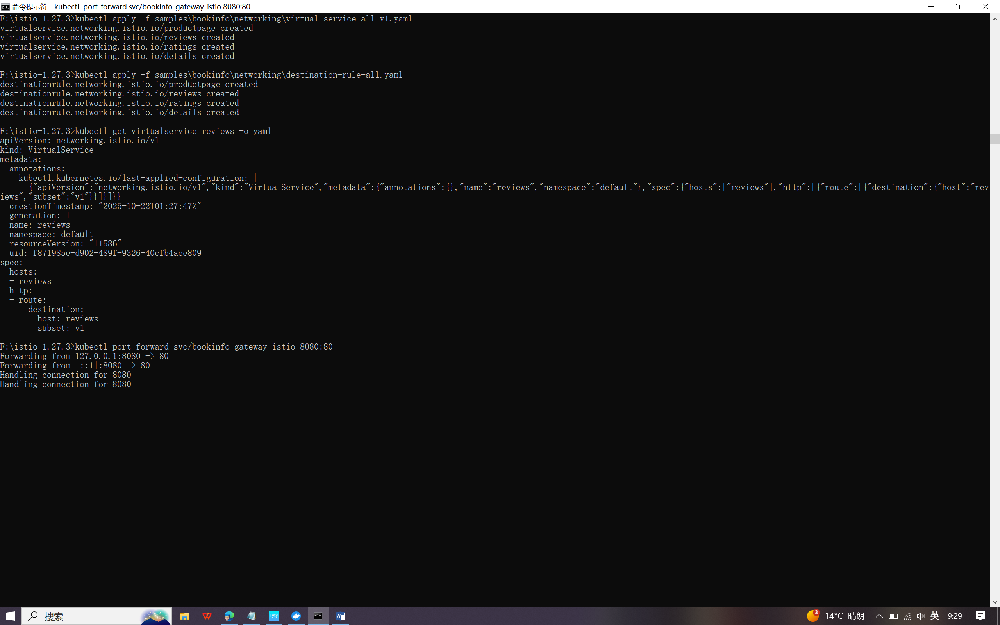 命令提示符 - kubectl  port-forward svc/bookinfo-gateway-istio 8080:80
F:\istio-1.27.3>kubectl apply -f samples\bookinfo\networking\virtual-service-all-v1.yaml
virtualservice.networking.istio.io/productpage created
virtualservice.networking.istio.io/reviews created
virtualservice.networking.istio.io/ratings created
virtualservice.networking.istio.io/details created
F:\istio-1.27.3>kubectl apply -f samples\bookinfo\networking\destination-rule-all.yaml
destinationrule.networking.istio.io/productpage created
destinationrule.networking.istio.io/reviews created
destinationrule.networking.istio.io/ratings created
destinationrule.networking.istio.io/details created
F:\istio-1.27.3>kubectl get virtualservice reviews -o yaml
apiVersion: networking.istio.io/v1
kind: VirtualService
metadata:
  annotations:
    kubectl.kubernetes.io/last-applied-configuration: |
      {"apiVersion":"networking.istio.io/v1","kind":"VirtualService","metadata":{"annotations":{},"name":"reviews","namespace":"default"},"spec":{"hosts":["reviews"],"http":[{"route":[{"destination":{"host":"rev
iews","subset":"v1"}}]}]}}
  creationTimestamp: "2025-10-22T01:27:47Z"
  generation: 1
  name: reviews
  namespace: default
  resourceVersion: "11586"
  uid: f871985e-d902-489f-9326-40cfb4aee809
spec:
  hosts:
  - reviews
  http:
  - route:
    - destination:
        host: reviews
        subset: v1
F:\istio-1.27.3>kubectl port-forward svc/bookinfo-gateway-istio 8080:80
Forwarding from 127.0.0.1:8080 -> 80
Forwarding from [::1]:8080 -> 80
Handling connection for 8080
Handling connection for 8080
搜索
Tyty
3
14°C 晴朗
英
9:29